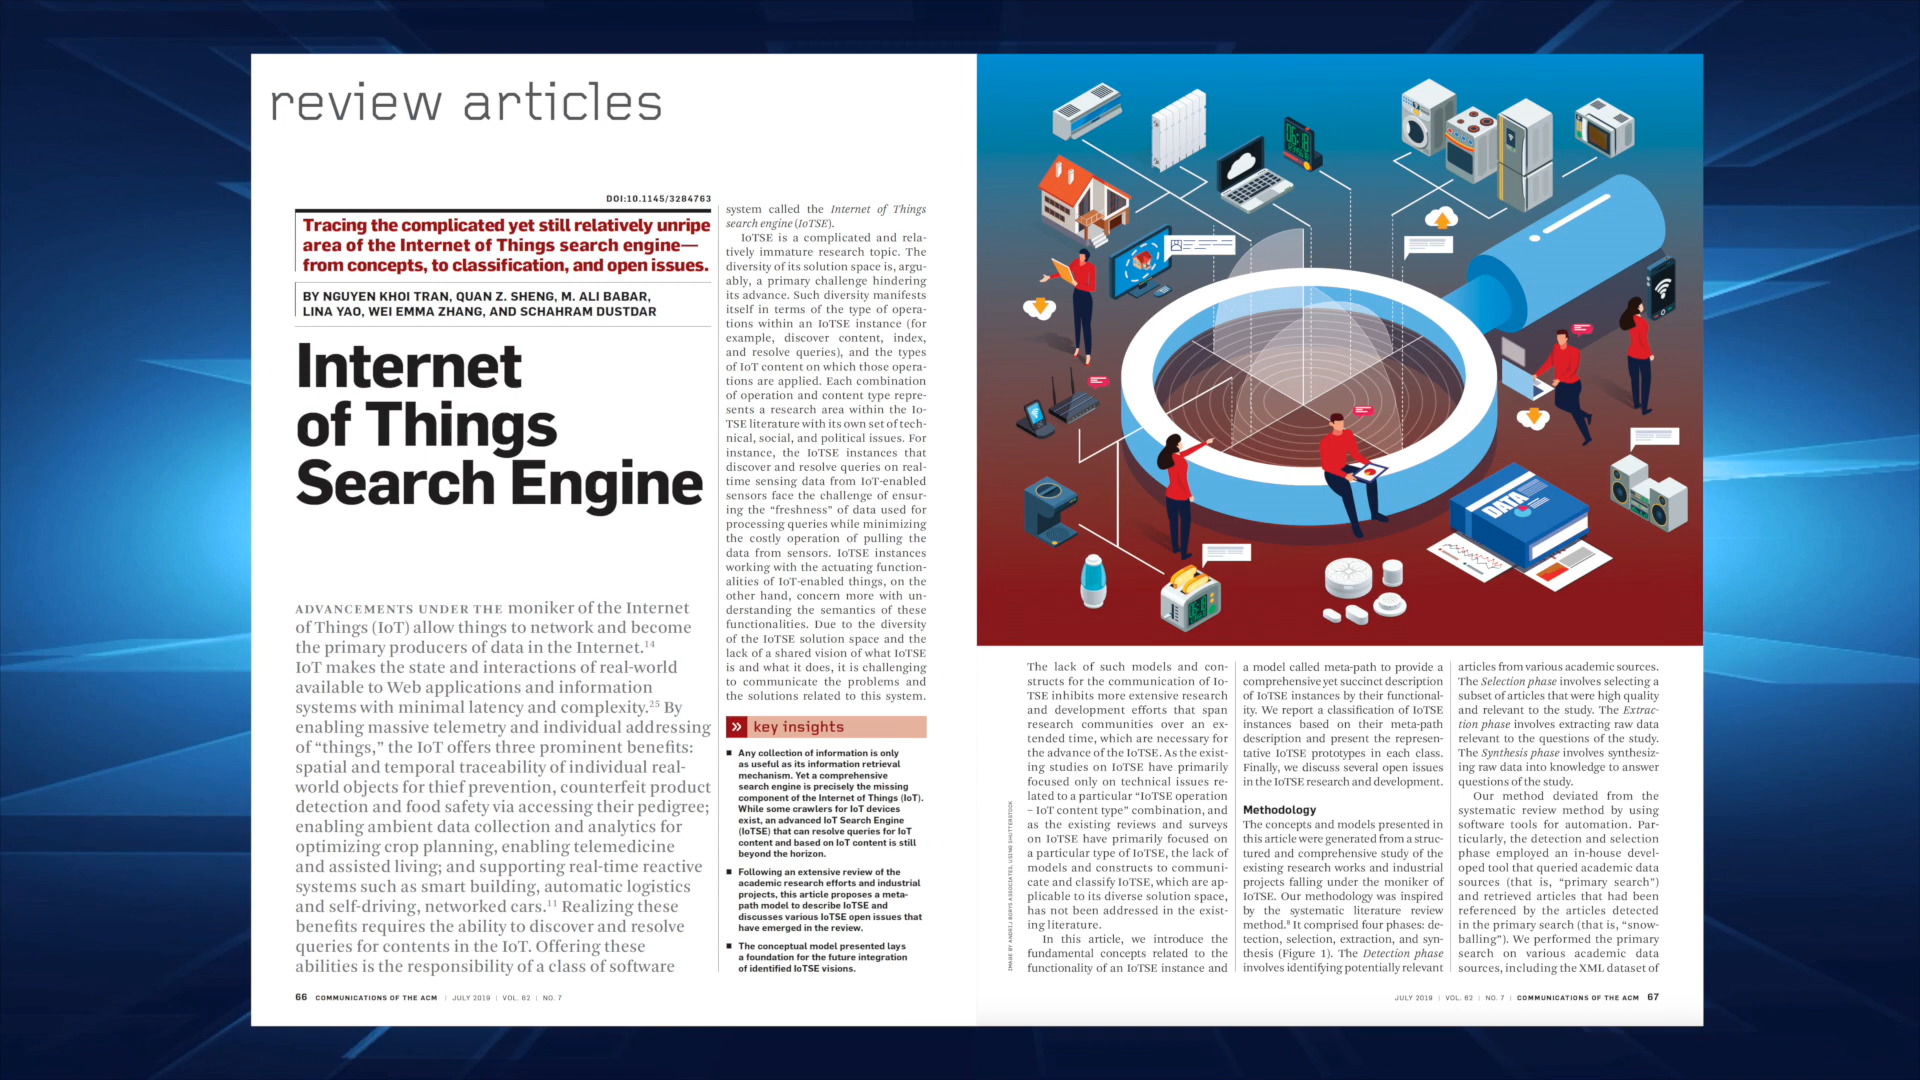 review articles
DOI:10.1145/3284763
Tracing the complicated yet still relatively unripe
area of the Internet of Things search engine—
from concepts, to classification, and open issues.
BY NGUYEN KHOI TRAN, QUAN Z. SHENG, M. ALI BABAR,
LINA YAO, WEI EMMA ZHANG, AND SCHAHRAM DUSTDAR
Internet
of Things
Search Engine
ADVANCEMENTS UNDER THE moniker of the Internet
of Things (IoT) allow things to network and become
the primary producers of data in the Internet.14
IoT makes the state and interactions of real-world
available to Web applications and information
systems with minimal latency and complexity.25 By
enabling massive telemetry and individual addressing
of “things,” the IoT offers three prominent benefits:
spatial and temporal traceability of individual real-
world objects for thief prevention, counterfeit product
detection and food safety via accessing their pedigree;
enabling ambient data collection and analytics for
optimizing crop planning, enabling telemedicine
and assisted living; and supporting real-time reactive
systems such as smart building, automatic logistics
and self-driving, networked cars.11 Realizing these
benefits requires the ability to discover and resolve
queries for contents in the IoT. Offering these
abilities is the responsibility of a class of software
system called the Internet of Things
search engine (IoTSE).
IoTSE is a complicated and rela-
tively immature research topic. The
diversity of its solution space is, argu-
ably, a primary challenge hindering
its advance. Such diversity manifests
itself in terms of the type of opera-
tions within an IoTSE instance (for
example, discover content, index,
and resolve queries), and the types
of IoT content on which those opera-
tions are applied. Each combination
of operation and content type repre-
sents a research area within the Io-
TSE literature with its own set of tech-
nical, social, and political issues. For
instance, the IoTSE instances that
discover and resolve queries on real-
time sensing data from IoT-enabled
sensors face the challenge of ensur-
ing the “freshness” of data used for
processing queries while minimizing
the costly operation of pulling the
data from sensors. IoTSE instances
working with the actuating function-
alities of IoT-enabled things, on the
other hand, concern more with un-
derstanding the semantics of these
functionalities. Due to the diversity
of the IoTSE solution space and the
lack of a shared vision of what IoTSE
is and what it does, it is challenging
to communicate the problems and
the solutions related to this system.
» key insights
■ Any collection of information is only
as useful as its information retrieval
mechanism. Yet a comprehensive
search engine is precisely the missing
component of the Internet of Things (IoT).
While some crawlers for IoT devices
exist, an advanced IoT Search Engine
(IoTSE) that can resolve queries for IoT
content and based on IoT content is still
beyond the horizon.
■ Following an extensive review of the
academic research efforts and industrial
projects, this article proposes a meta-
path model to describe IoTSE and
discusses various IoTSE open issues that
have emerged in the review.
■ The conceptual model presented lays
a foundation for the future integration
of identified IoTSE visions.
66 COMMUNICATIONS OF THE ACM | JULY 2019 | VOL. 62 | NO. 7
06:18
DATA
IMAGE BY ANDRIJ BORYS ASSOCIATES, USING SHUTTERSTOCK
The lack of such models and con-
structs for the communication of Io-
TSE inhibits more extensive research
and development efforts that span
research communities over an ex-
tended time, which are necessary for
the advance of the IoTSE. As the exist-
ing studies on IoTSE have primarily
focused only on technical issues re-
lated to a particular “IoTSE operation
– IoT content type” combination, and
as the existing reviews and surveys
on IoTSE have primarily focused on
a particular type of IoTSE, the lack of
models and constructs to communi-
cate and classify IoTSE, which are ap-
plicable to its diverse solution space,
has not been addressed in the exist-
ing literature.
In this article, we introduce the
fundamental concepts related to the
functionality of an IoTSE instance and
a model called meta-path to provide a
comprehensive yet succinct description
of IoTSE instances by their functional-
ity. We report a classification of IoTSE
instances based on their meta-path
description and present the represen-
tative IoTSE prototypes in each class.
Finally, we discuss several open issues
in the IoTSE research and development.
Methodology
The concepts and models presented in
this article were generated from a struc-
tured and comprehensive study of the
existing research works and industrial
projects falling under the moniker of
IoTSE. Our methodology was inspired
by the systematic literature review
method.8 It comprised four phases: de-
tection, selection, extraction, and syn-
thesis (Figure 1). The Detection phase
involves identifying potentially relevant
articles from various academic sources.
The Selection phase involves selecting a
subset of articles that were high quality
and relevant to the study. The Extrac-
tion phase involves extracting raw data
relevant to the questions of the study.
The Synthesis phase involves synthesiz-
ing raw data into knowledge to answer
questions of the study.
Our method deviated from the
systematic review method by using
software tools for automation. Par-
ticularly, the detection and selection
phase employed an in-house devel-
oped tool that queried academic data
sources (that is, “primary search”)
and retrieved articles that had been
referenced by the articles detected
in the primary search (that is, “snow-
balling”). We performed the primary
search on various academic data
sources, including the XML dataset of
JULY 2019 | VOL. 62 | NO. 7 | COMMUNICATIONS OF THE ACM 67